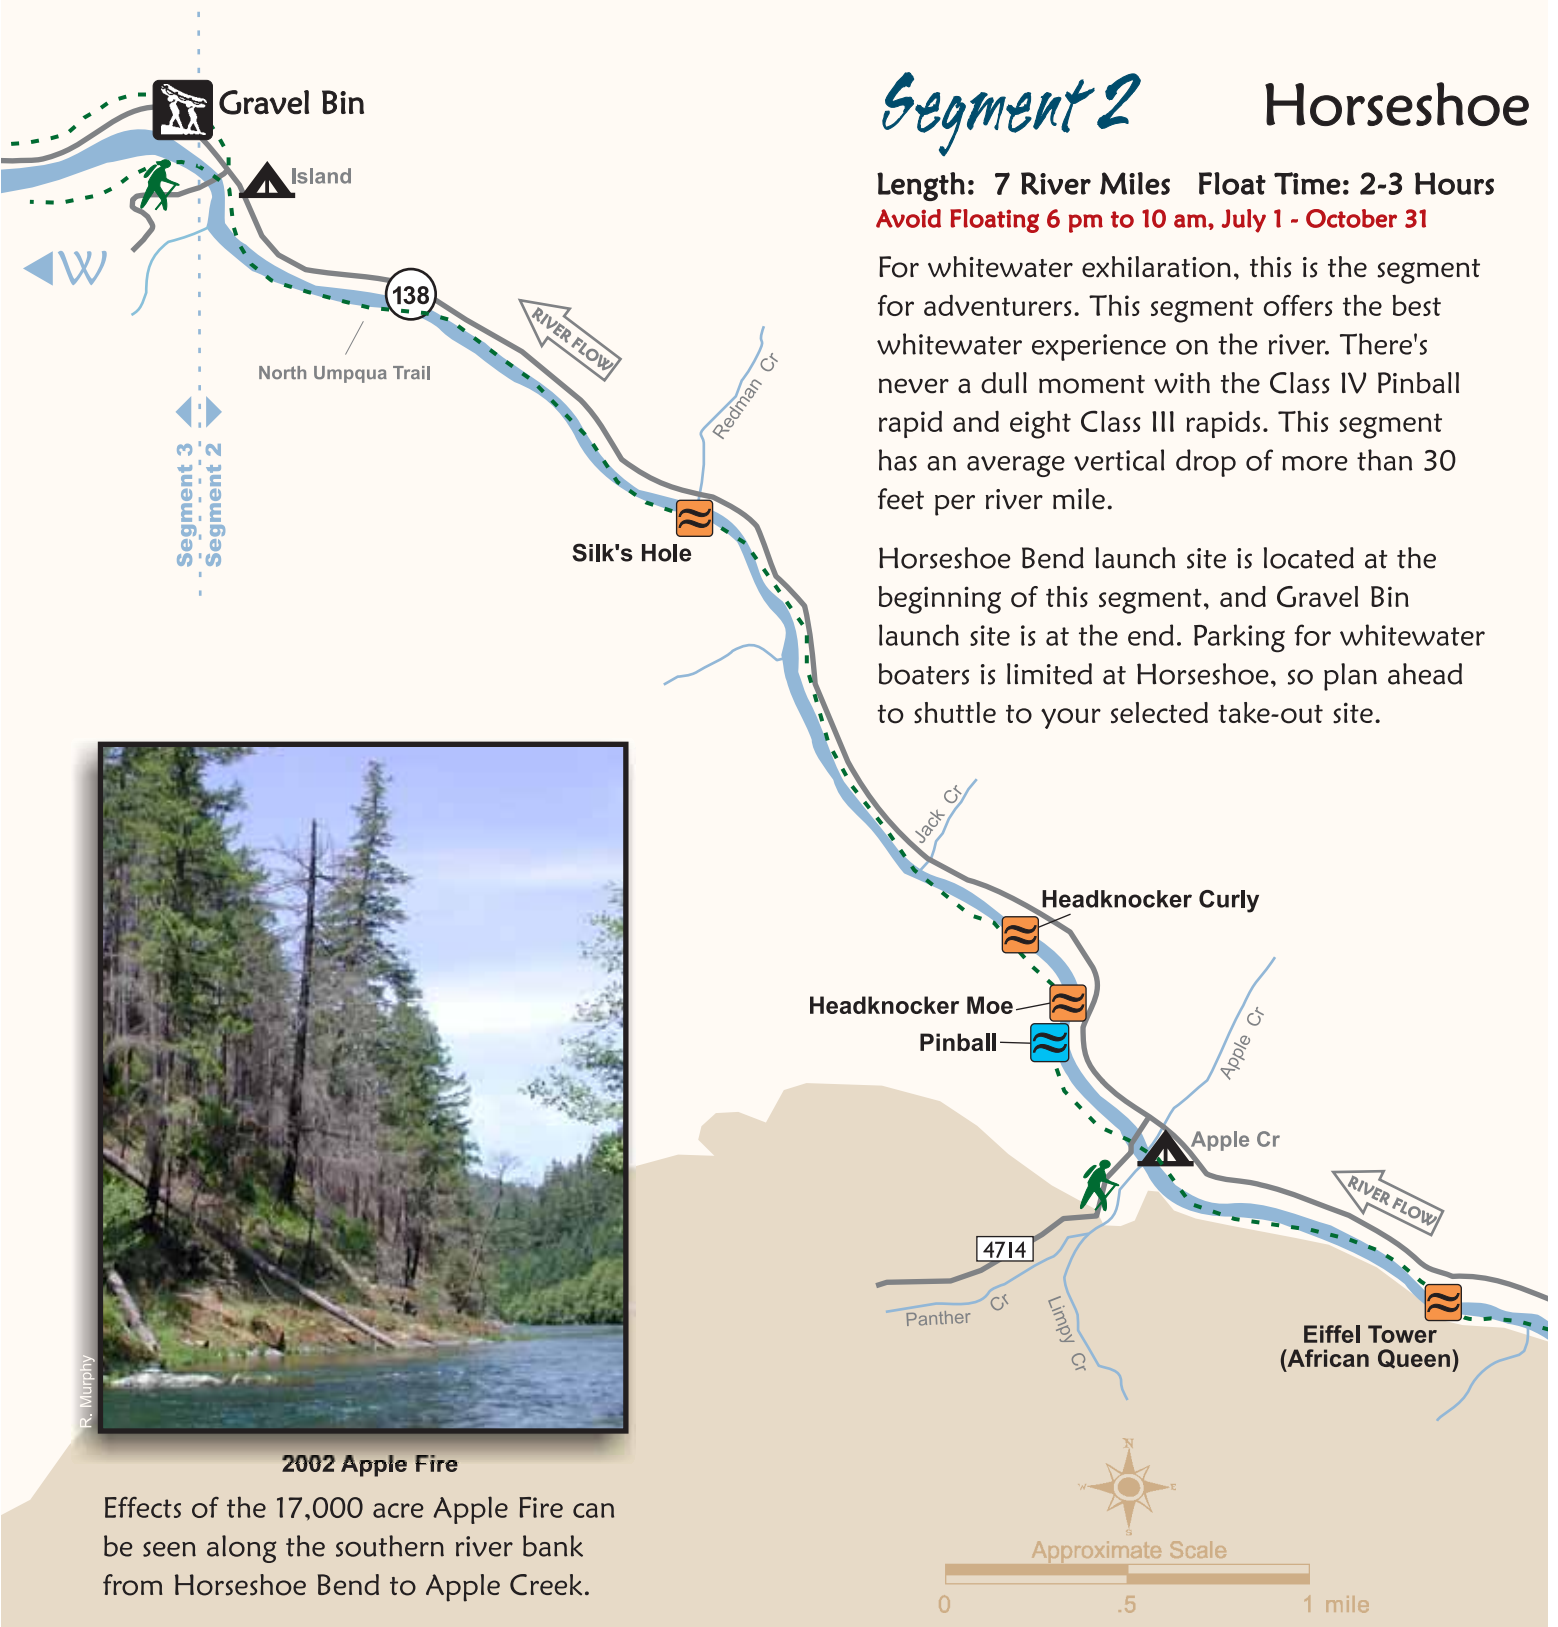 Segment 2
Horseshoe
Length: 7 River Miles Float Time: 2-3 Hours
Avoid Floating 6 pm to 10 am, July 1 - October 31
For whitewater exhilaration, this is the segment
for adventurers. This segment offers the best
whitewater experience on the river. There's
never a dull moment with the Class IV Pinball
rapid and eight Class III rapids. This segment
has an average vertical drop of more than 30
feet per river mile.
Horseshoe Bend launch site is located at the
beginning of this segment, and Gravel Bin
launch site is at the end. Parking for whitewater
boaters is limited at Horseshoe, so plan ahead
to shuttle to your selected take-out site.
Gravel Bin
Island
W
138
RIVER FLOW
North Umpqua Trail
Redman Cr
Segment 3
Segment 2
Silk's Hole
Jack Cr
Headknocker Curly
Headknocker Moe
Pinball
Apple Cr
Apple Cr
RIVER FLOW
4714
Panther Cr
Limpy Cr
Eiffel Tower
(African Queen)
R. Murphy
2002 Apple Fire
Effects of the 17,000 acre Apple Fire can
be seen along the southern river bank
from Horseshoe Bend to Apple Creek.
N
W
E
S
Approximate Scale
0 .5 1 mile